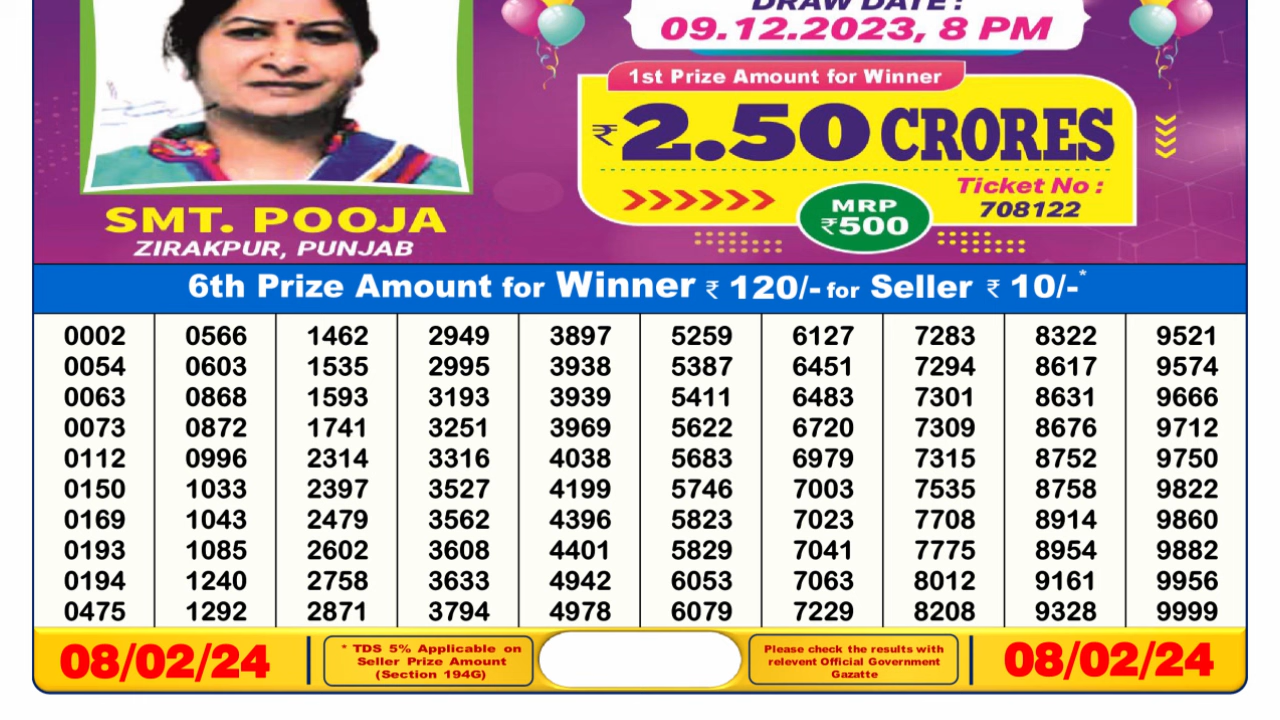 DRAW DATE :
09.12.2023, 8 PM
1st Prize Amount for Winner
₹2.50 CRORES
Ticket No :
708122
MRP
₹500
SMT. POOJA
ZIRAKPUR, PUNJAB
6th Prize Amount for Winner ₹ 120/- for Seller ₹ 10/-*
0002 0566 1462 2949 3897 5259 6127 7283 8322 9521
0054 0603 1535 2995 3938 5387 6451 7294 8617 9574
0063 0868 1593 3193 3939 5411 6483 7301 8631 9666
0073 0872 1741 3251 3969 5622 6720 7309 8676 9712
0112 0996 2314 3316 4038 5683 6979 7315 8752 9750
0150 1033 2397 3527 4199 5746 7003 7535 8758 9822
0169 1043 2479 3562 4396 5823 7023 7708 8914 9860
0193 1085 2602 3608 4401 5829 7041 7775 8954 9882
0194 1240 2758 3633 4942 6053 7063 8012 9161 9956
0475 1292 2871 3794 4978 6079 7229 8208 9328 9999
08/02/24
* TDS 5% Applicable on
Seller Prize Amount
(Section 194G)
Please check the results with
relevent Official Government
Gazatte
08/02/24